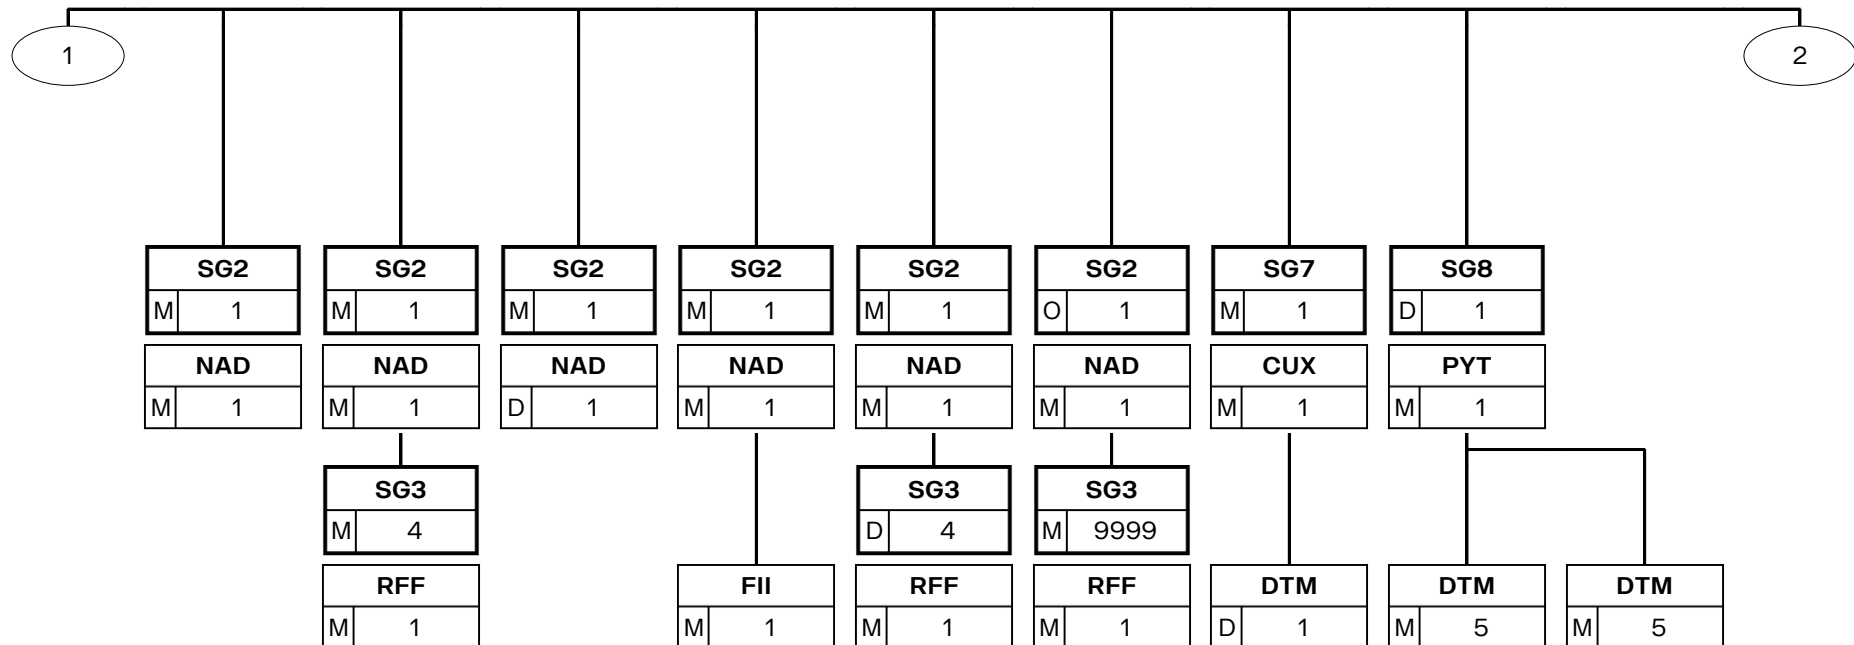 1 2
SG2 SG2 SG2 SG2 SG2 SG2 SG7 SG8
M 1 M 1 M 1 M 1 M 1 O 1 M 1 D 1
NAD NAD NAD NAD NAD NAD CUX PYT
M 1 M 1 D 1 M 1 M 1 M 1 M 1 M 1
SG3 SG3 SG3
M 4 D 4 M 9999
RFF FII RFF RFF DTM DTM DTM
M 1 M 1 M 1 M 1 D 1 M 5 M 5